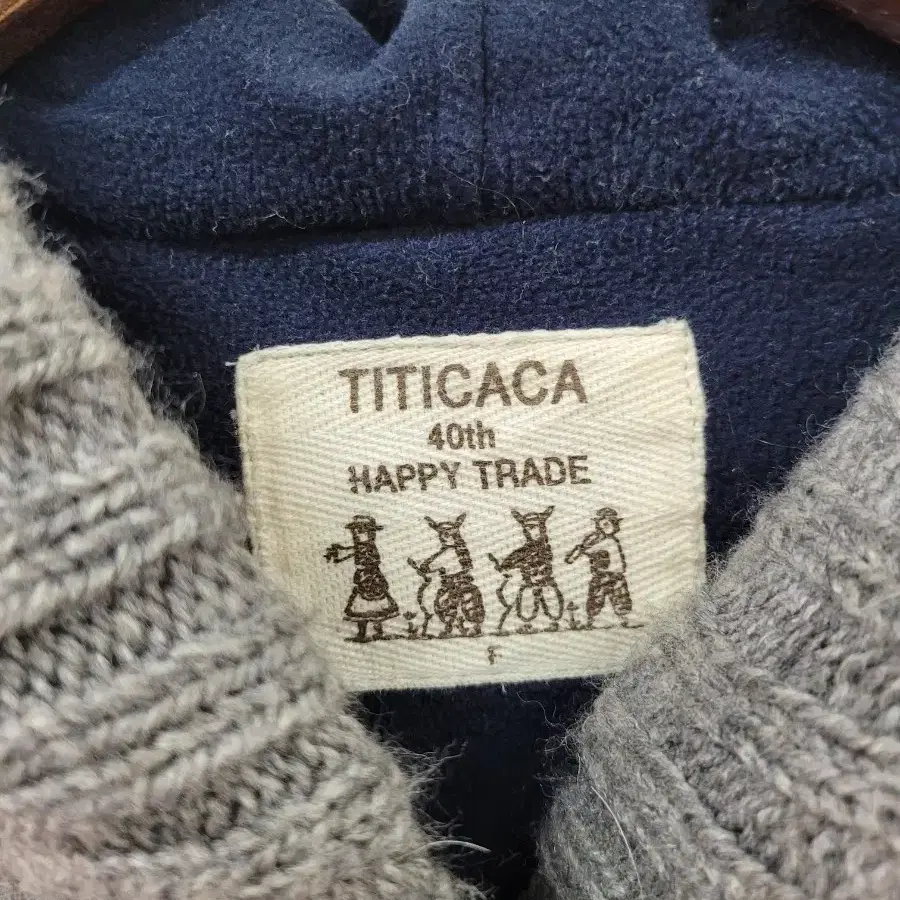 TITICACA
40th
HAPPY TRADE
F